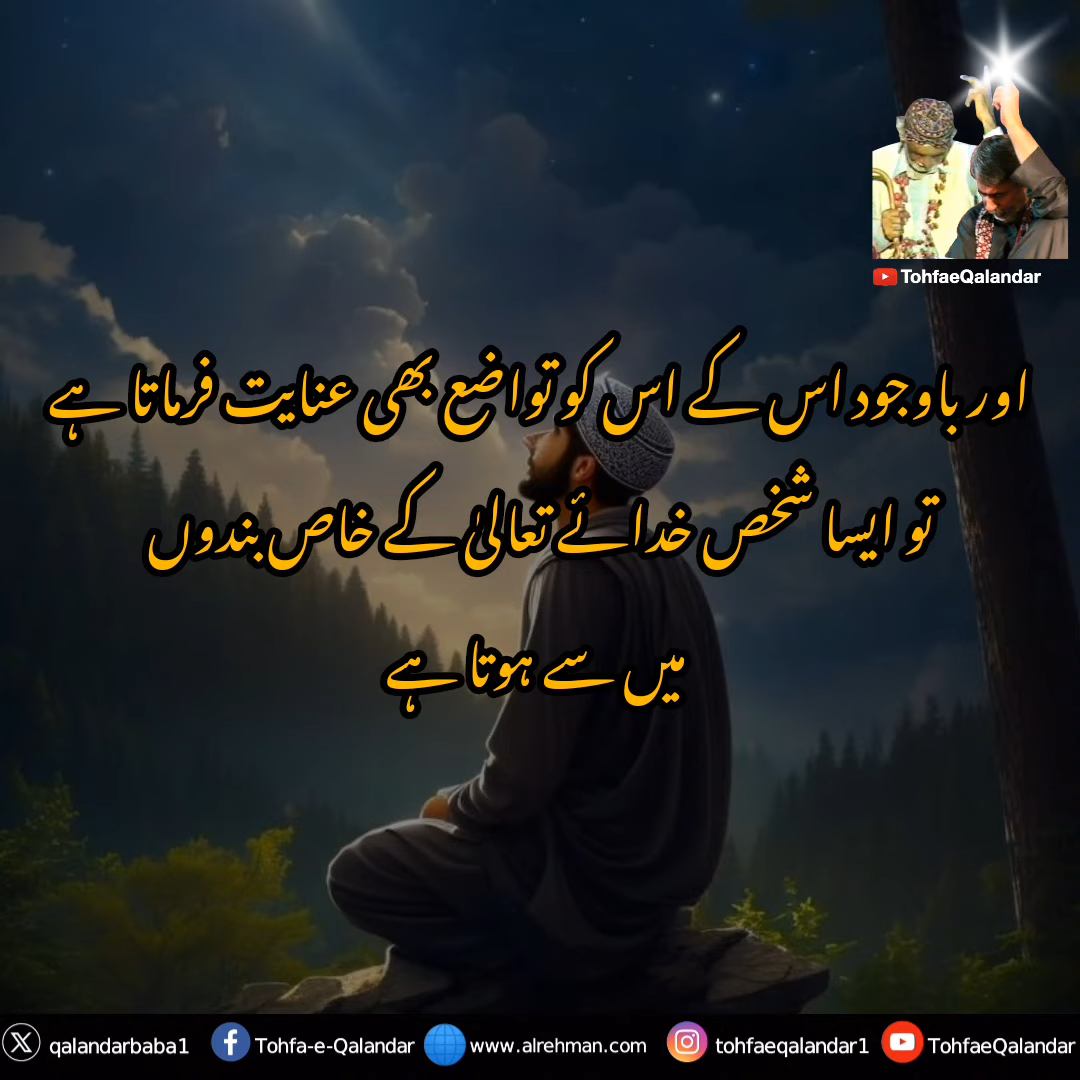 TohfaeQalandar
اور باوجود اس کے اس کو تواضع بھی عنایت فرماتا ہے
تو ایسا شخص خدائے تعالیٰ کے خاص بندوں
میں سے ہوتا ہے
qalandarbaba1 Tohfa-e-Qalandar www.alrehman.com tohfaeqalandar1 TohfaeQalandar